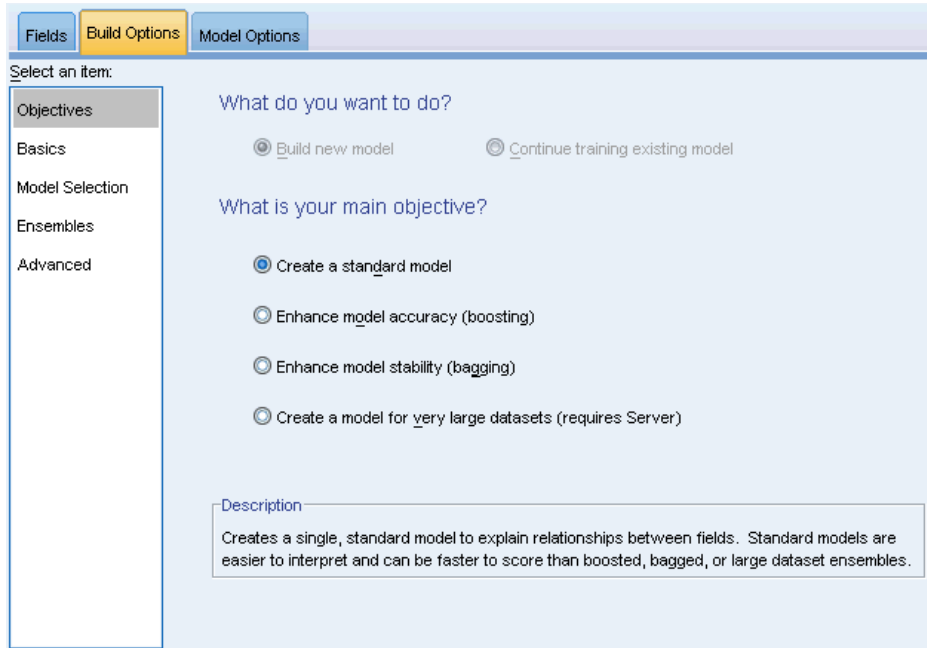 Fields Build Options Model Options
Select an item:
Objectives
Basics
Model Selection
Ensembles
Advanced
What do you want to do?
Build new model Continue training existing model
What is your main objective?
Create a standard model
Enhance model accuracy (boosting)
Enhance model stability (bagging)
Create a model for very large datasets (requires Server)
Description
Creates a single, standard model to explain relationships between fields. Standard models are
easier to interpret and can be faster to score than boosted, bagged, or large dataset ensembles.